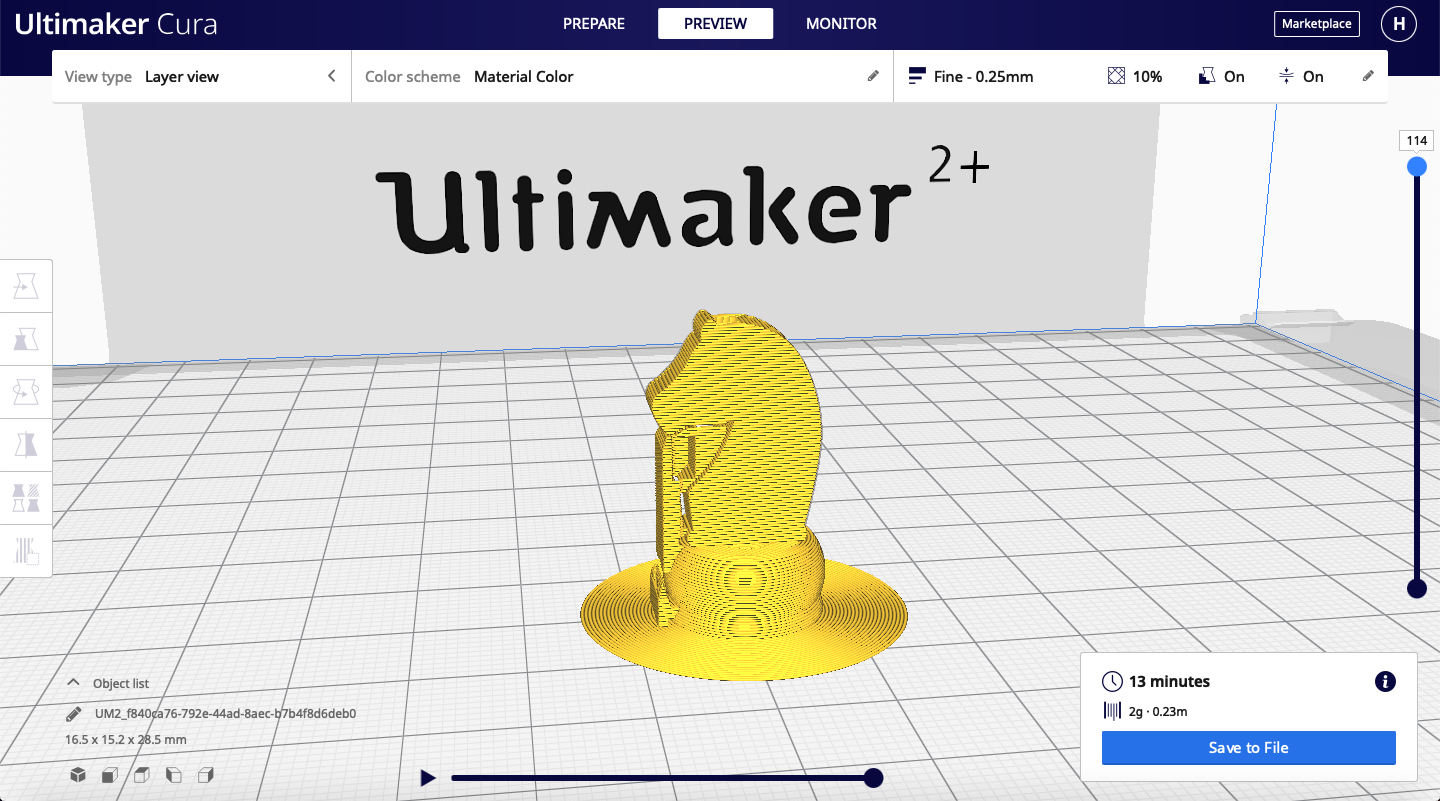 Ultimaker Cura
PREPARE
PREVIEW
MONITOR
Marketplace
H
View type Layer view
Color scheme Material Color
Fine - 0.25mm
10%
On
On
114
Ultimaker 2+
Object list
UM2_f840ca76-792e-44ad-8aec-b7b4f8d6deb0
16.5 x 15.2 x 28.5 mm
13 minutes
2g · 0.23m
Save to File